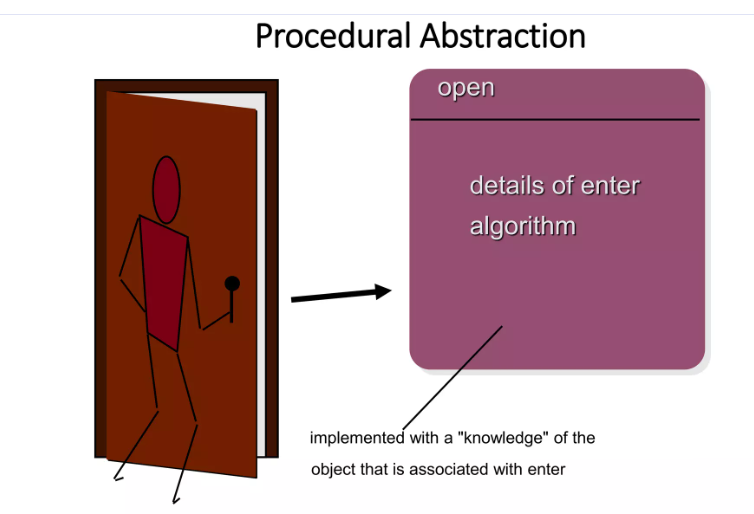 Procedural Abstraction
open
details of enter
algorithm
implemented with a "knowledge" of the
object that is associated with enter